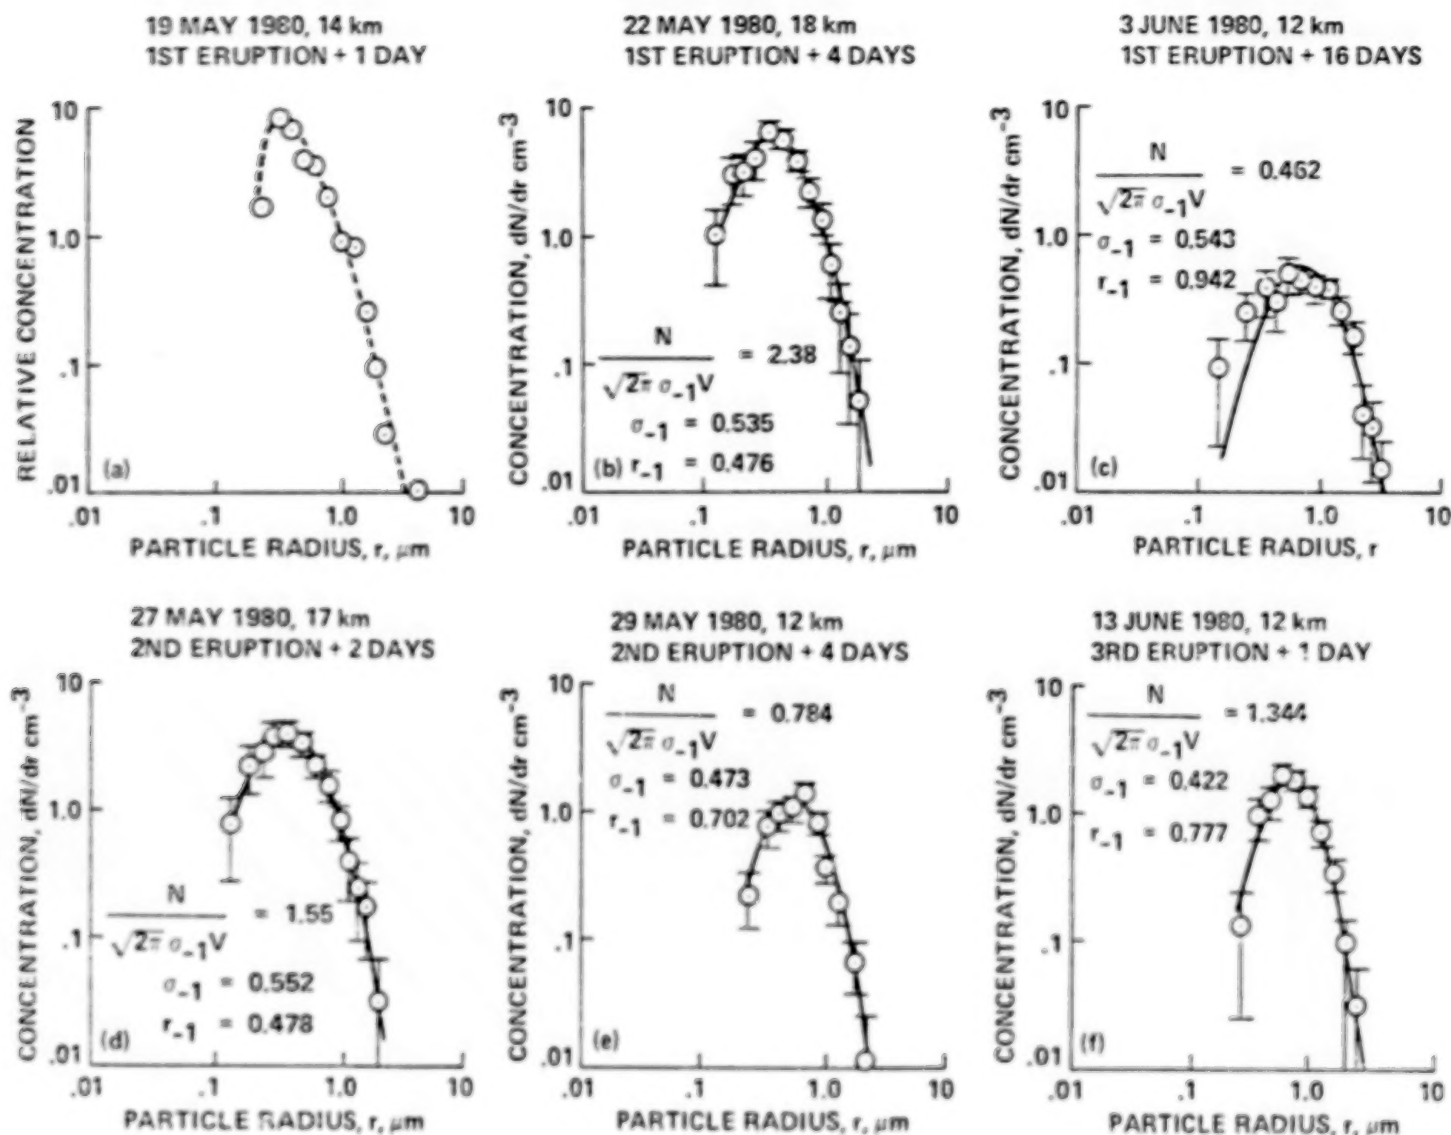 19 MAY 1980, 14 km
1ST ERUPTION + 1 DAY
RELATIVE CONCENTRATION
10
1.0
.1
.01
(a)
.01 .1 1.0 10
PARTICLE RADIUS, r, μm
22 MAY 1980, 18 km
1ST ERUPTION + 4 DAYS
CONCENTRATION, dN/dr cm⁻³
10
1.0
.1
.01
N / √2π σ₋₁V = 2.38
σ₋₁ = 0.535
(b) r₋₁ = 0.476
.01 .1 1.0 10
PARTICLE RADIUS, r, μm
3 JUNE 1980, 12 km
1ST ERUPTION + 16 DAYS
CONCENTRATION, dN/dr cm⁻³
10
1.0
.1
.01
N / √2π σ₋₁V = 0.462
σ₋₁ = 0.543
r₋₁ = 0.942
(c)
.01 .1 1.0 10
PARTICLE RADIUS, r
27 MAY 1980, 17 km
2ND ERUPTION + 2 DAYS
CONCENTRATION, dN/dr cm⁻³
10
1.0
.1
.01
N / √2π σ₋₁V = 1.55
σ₋₁ = 0.552
r₋₁ = 0.478
(d)
.01 .1 1.0 10
PARTICLE RADIUS, r, μm
29 MAY 1980, 12 km
2ND ERUPTION + 4 DAYS
CONCENTRATION, dN/dr cm⁻³
10
1.0
.1
.01
N / √2π σ₋₁V = 0.784
σ₋₁ = 0.473
r₋₁ = 0.702
(e)
.01 .1 1.0 10
PARTICLE RADIUS, r, μm
13 JUNE 1980, 12 km
3RD ERUPTION + 1 DAY
CONCENTRATION, dN/dr cm⁻³
10
1.0
.1
.01
N / √2π σ₋₁V = 1.344
σ₋₁ = 0.422
r₋₁ = 0.777
(f)
.01 .1 1.0 10
PARTICLE RADIUS, r, μm